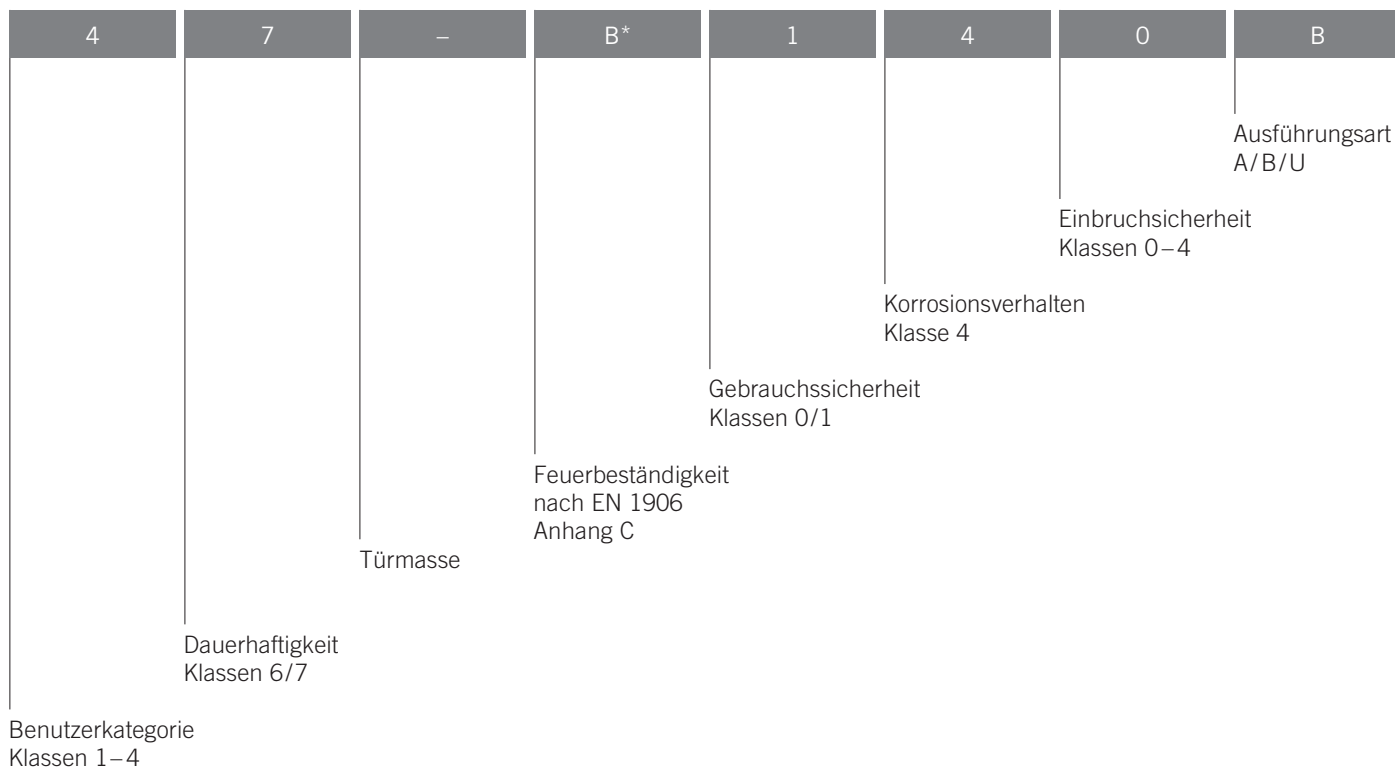 4 7 – B* 1 4 0 B
Ausführungsart
A/B/U
Einbruchsicherheit
Klassen 0–4
Korrosionsverhalten
Klasse 4
Gebrauchssicherheit
Klassen 0/1
Feuerbeständigkeit
nach EN 1906
Anhang C
Türmasse
Dauerhaftigkeit
Klassen 6/7
Benutzerkategorie
Klassen 1–4